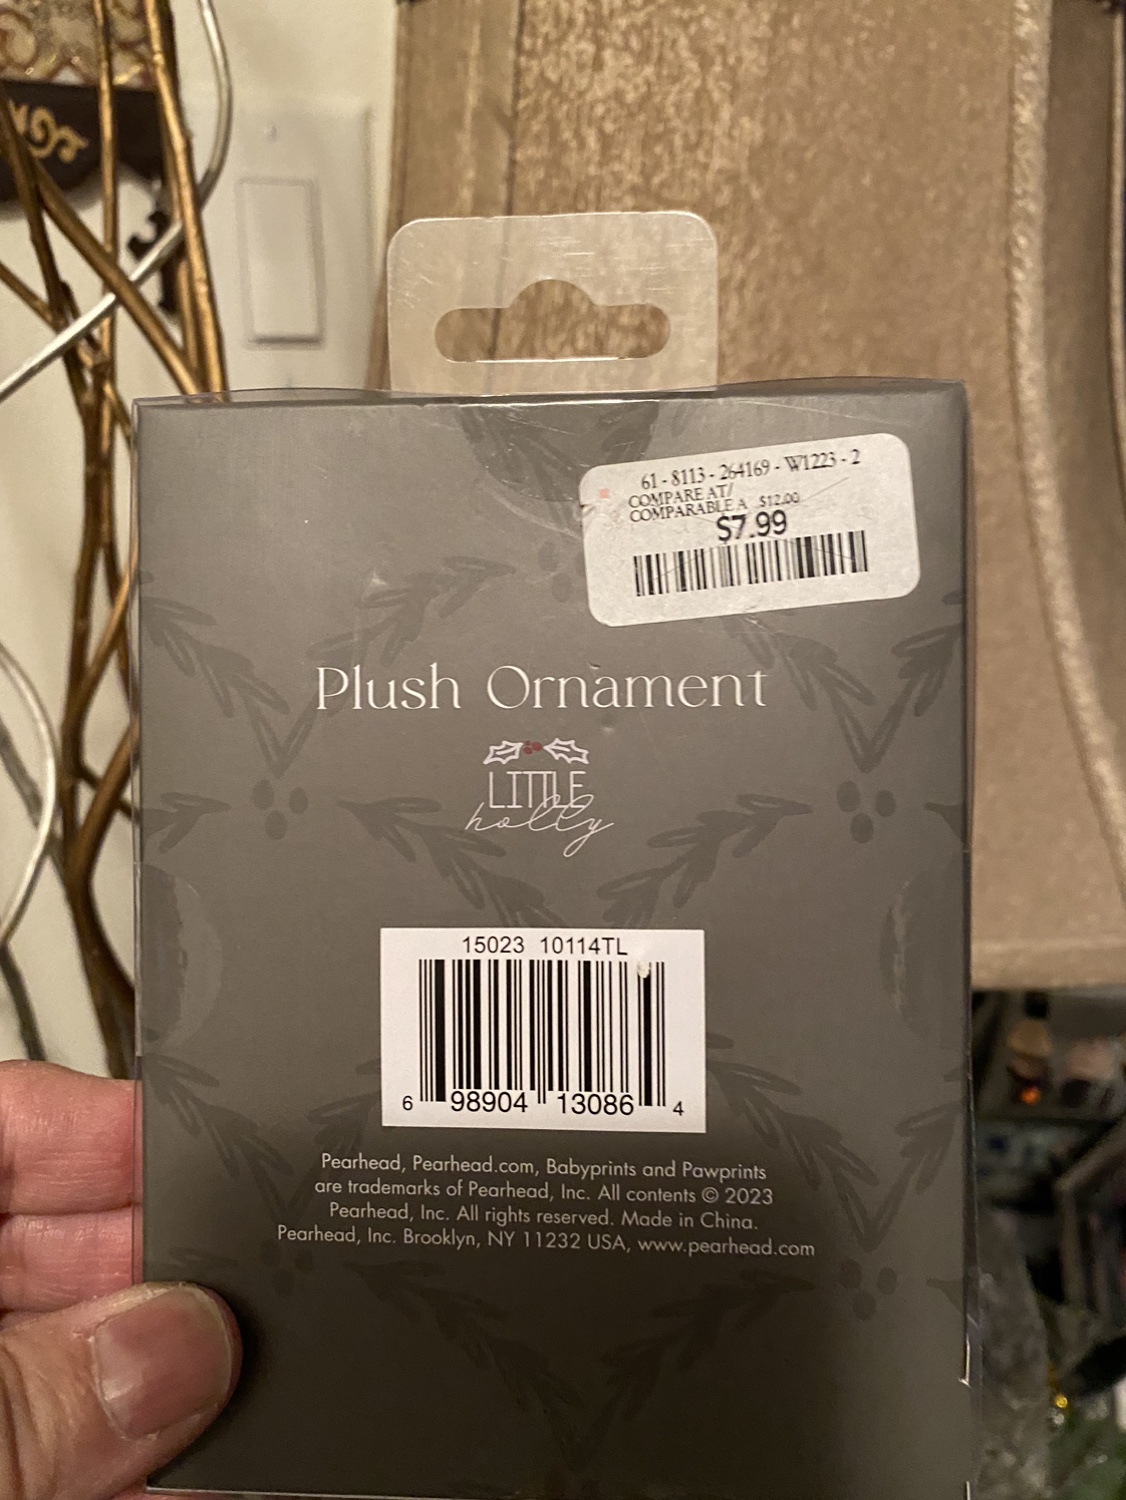 61 - 8113 - 264169 - W1223 - 2
COMPARE AT/
COMPARABLE A $12.00
$7.99
Plush Ornament
LITTLE
holly
15023 10114TL
6 98904 13086 4
Pearhead, Pearhead.com, Babyprints and Pawprints
are trademarks of Pearhead, Inc. All contents © 2023
Pearhead, Inc. All rights reserved. Made in China.
Pearhead, Inc. Brooklyn, NY 11232 USA, www.pearhead.com